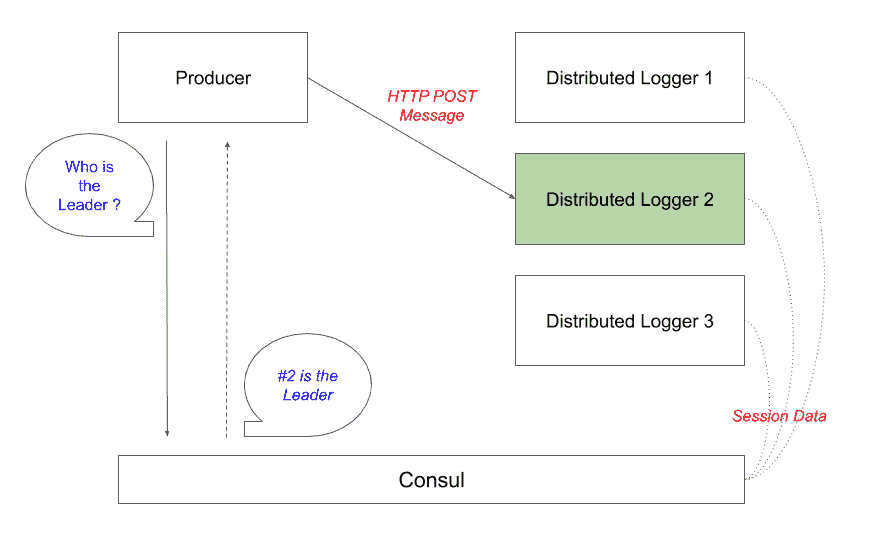 Producer
Distributed Logger 1
HTTP POST
Message
Who is
the
Leader ?
Distributed Logger 2
Distributed Logger 3
#2 is the
Leader
Session Data
Consul